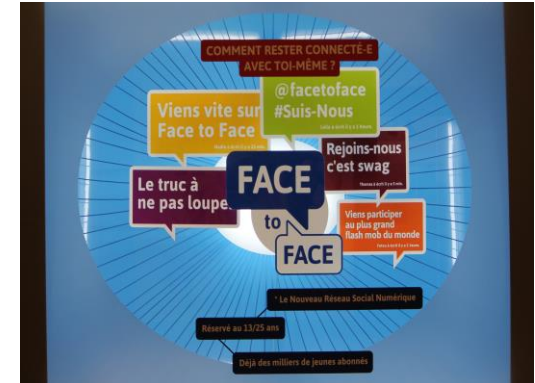 COMMENT RESTER CONNECTÉ-E
AVEC TOI-MÊME ?
@facetoface
#Suis-Nous
Viens vite sur
Face to Face
Rejoins-nous
c'est swag
Le truc à
ne pas louper
FACE
to
FACE
Viens participer
au plus grand
flash mob du monde
* Le Nouveau Réseau Social Numérique
Réservé au 13/25 ans
Déjà des milliers de jeunes abonnés